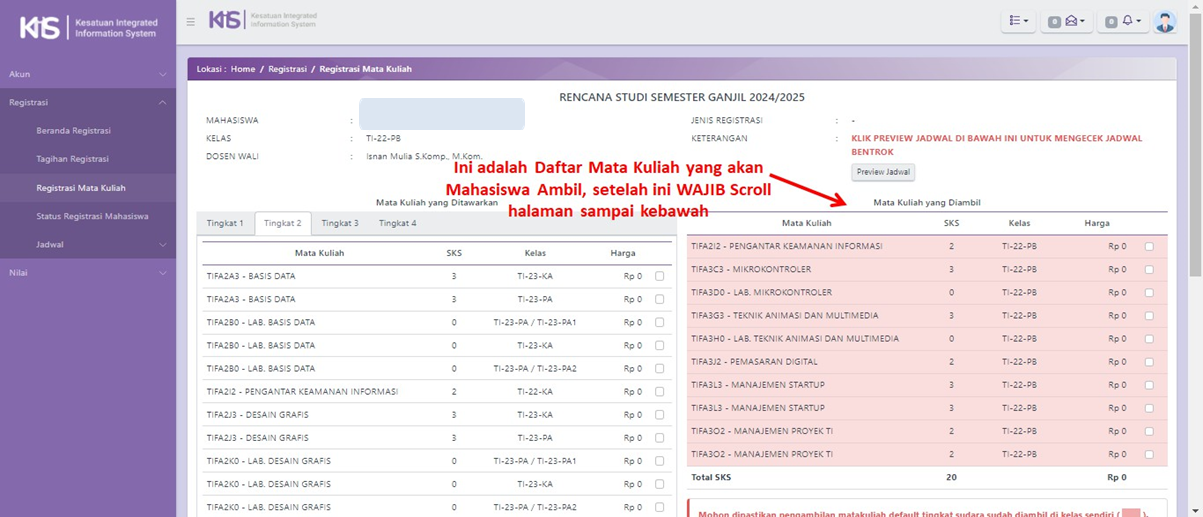 KIS Kesatuan Integrated
Information System
KIS Kesatuan Integrated
Information System
0
0
Akun
Registrasi
Beranda Registrasi
Tagihan Registrasi
Registrasi Mata Kuliah
Status Registrasi Mahasiswa
Jadwal
Nilai
Lokasi : Home / Registrasi / Registrasi Mata Kuliah
RENCANA STUDI SEMESTER GANJIL 2024/2025
MAHASISWA :
KELAS : TI-22-PB
DOSEN WALI : Isnan Mulia S.Komp., M.Kom.
JENIS REGISTRASI : -
KETERANGAN : KLIK PREVIEW JADWAL DI BAWAH INI UNTUK MENGECEK JADWAL
BENTROK
Preview Jadwal
Ini adalah Daftar Mata Kuliah yang akan
Mahasiswa Ambil, setelah ini WAJIB Scroll
halaman sampai kebawah
Mata Kuliah yang Ditawarkan
Tingkat 1 Tingkat 2 Tingkat 3 Tingkat 4
Mata Kuliah SKS Kelas Harga
TIFA2A3 - BASIS DATA 3 TI-23-KA Rp 0
TIFA2A3 - BASIS DATA 3 TI-23-PA Rp 0
TIFA2B0 - LAB. BASIS DATA 0 TI-23-PA / TI-23-PA1 Rp 0
TIFA2B0 - LAB. BASIS DATA 0 TI-23-KA Rp 0
TIFA2B0 - LAB. BASIS DATA 0 TI-23-PA / TI-23-PA2 Rp 0
TIFA2I2 - PENGANTAR KEAMANAN INFORMASI 2 TI-22-KA Rp 0
TIFA2J3 - DESAIN GRAFIS 3 TI-23-KA Rp 0
TIFA2J3 - DESAIN GRAFIS 3 TI-23-PA Rp 0
TIFA2K0 - LAB. DESAIN GRAFIS 0 TI-23-PA / TI-23-PA1 Rp 0
TIFA2K0 - LAB. DESAIN GRAFIS 0 TI-23-KA Rp 0
TIFA2K0 - LAB. DESAIN GRAFIS 0 TI-23-PA / TI-23-PA2 Rp 0
Mata Kuliah yang Diambil
Mata Kuliah SKS Kelas Harga
TIFA2I2 - PENGANTAR KEAMANAN INFORMASI 2 TI-22-PB Rp 0
TIFA3C3 - MIKROKONTROLER 3 TI-22-PB Rp 0
TIFA3D0 - LAB. MIKROKONTROLER 0 TI-22-PB Rp 0
TIFA3G3 - TEKNIK ANIMASI DAN MULTIMEDIA 3 TI-22-PB Rp 0
TIFA3H0 - LAB. TEKNIK ANIMASI DAN MULTIMEDIA 0 TI-22-PB Rp 0
TIFA3J2 - PEMASARAN DIGITAL 2 TI-22-PB Rp 0
TIFA3L3 - MANAJEMEN STARTUP 3 TI-22-PB Rp 0
TIFA3L3 - MANAJEMEN STARTUP 3 TI-22-PB Rp 0
TIFA3O2 - MANAJEMEN PROYEK TI 2 TI-22-PB Rp 0
TIFA3O2 - MANAJEMEN PROYEK TI 2 TI-22-PB Rp 0
Total SKS 20 Rp 0
Mohon dipastikan pengambilan matakuliah default tingkat saudara sudah diambil di kelas sendiri ( ),